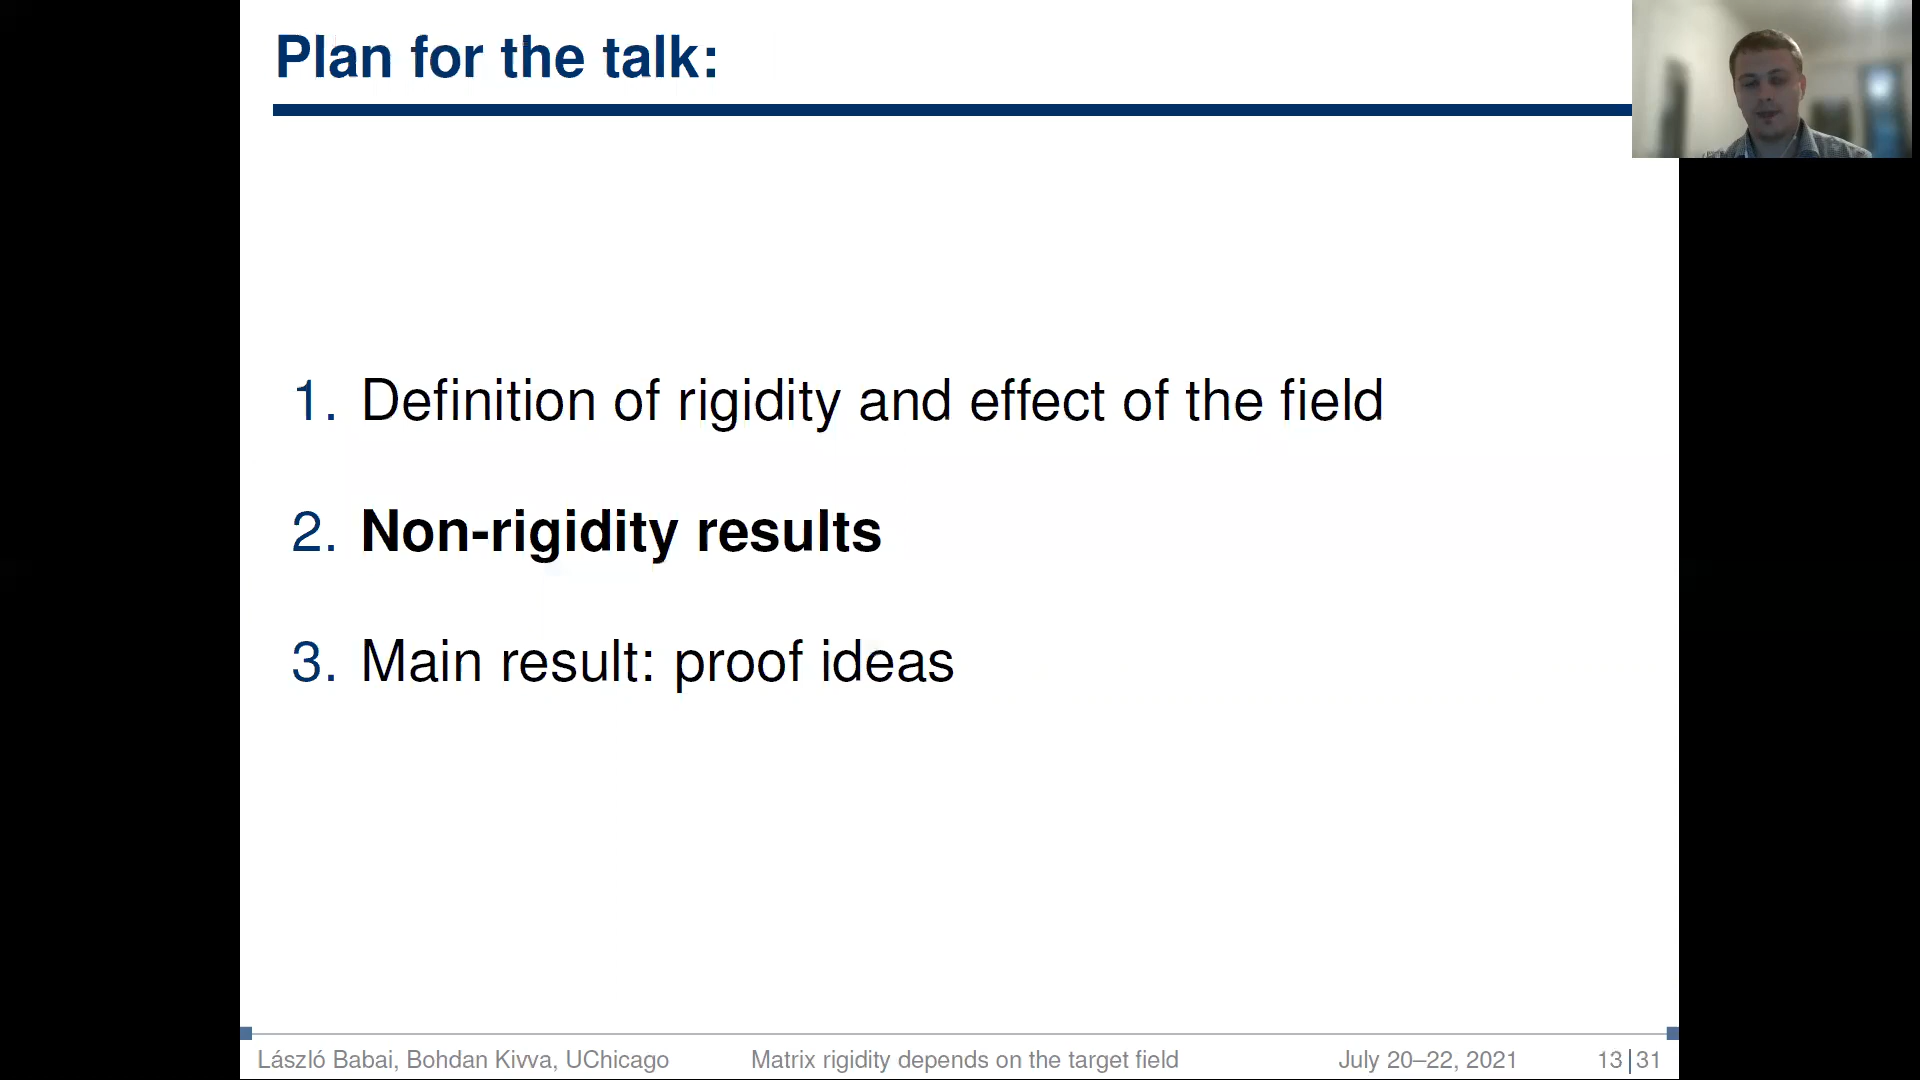 Plan for the talk:
1. Definition of rigidity and effect of the field
2. Non-rigidity results
3. Main result: proof ideas
László Babai, Bohdan Kivva, UChicago Matrix rigidity depends on the target field July 20–22, 2021 13|31